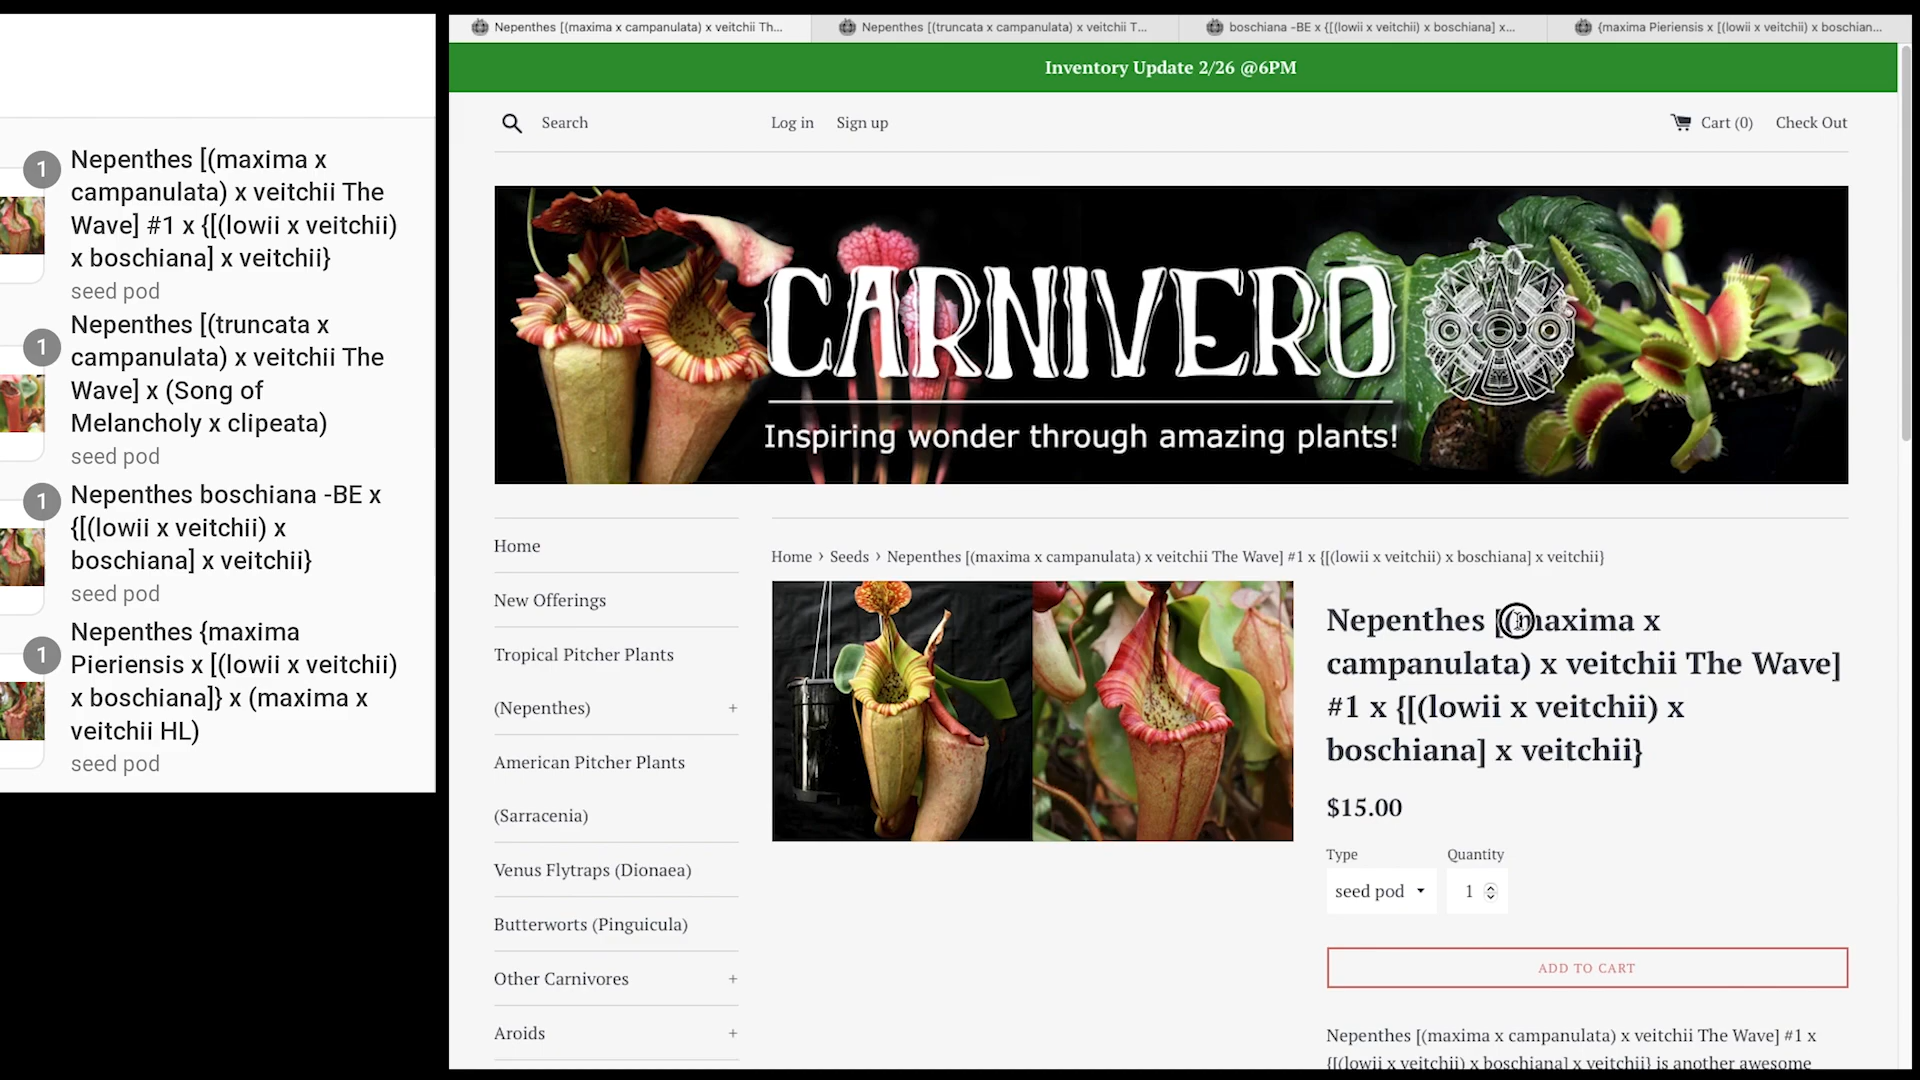 1
Nepenthes [(maxima x
campanulata) x veitchii The
Wave] #1 x {[(lowii x veitchii)
x boschiana] x veitchii}
seed pod
1
Nepenthes [(truncata x
campanulata) x veitchii The
Wave] x (Song of
Melancholy x clipeata)
seed pod
1
Nepenthes boschiana -BE x
{[(lowii x veitchii) x
boschiana] x veitchii}
seed pod
1
Nepenthes {maxima
Pieriensis x [(lowii x veitchii)
x boschiana]} x (maxima x
veitchii HL)
seed pod
Nepenthes [(maxima x campanulata) x veitchii Th...
Nepenthes [(truncata x campanulata) x veitchii T...
boschiana -BE x {[(lowii x veitchii) x boschiana] x...
{maxima Pieriensis x [(lowii x veitchii) x boschian...
Inventory Update 2/26 @6PM
Search
Log in
Sign up
Cart (0)
Check Out
CARNIVERO
Inspiring wonder through amazing plants!
Home
New Offerings
Tropical Pitcher Plants
(Nepenthes) +
American Pitcher Plants
(Sarracenia)
Venus Flytraps (Dionaea)
Butterworts (Pinguicula)
Other Carnivores +
Aroids +
Home › Seeds › Nepenthes [(maxima x campanulata) x veitchii The Wave] #1 x {[(lowii x veitchii) x boschiana] x veitchii}
Nepenthes [(maxima x
campanulata) x veitchii The Wave]
#1 x {[(lowii x veitchii) x
boschiana] x veitchii}
$15.00
Type
Quantity
seed pod
1
ADD TO CART
Nepenthes [(maxima x campanulata) x veitchii The Wave] #1 x
{[(lowii x veitchii) x boschiana] x veitchii} is another awesome